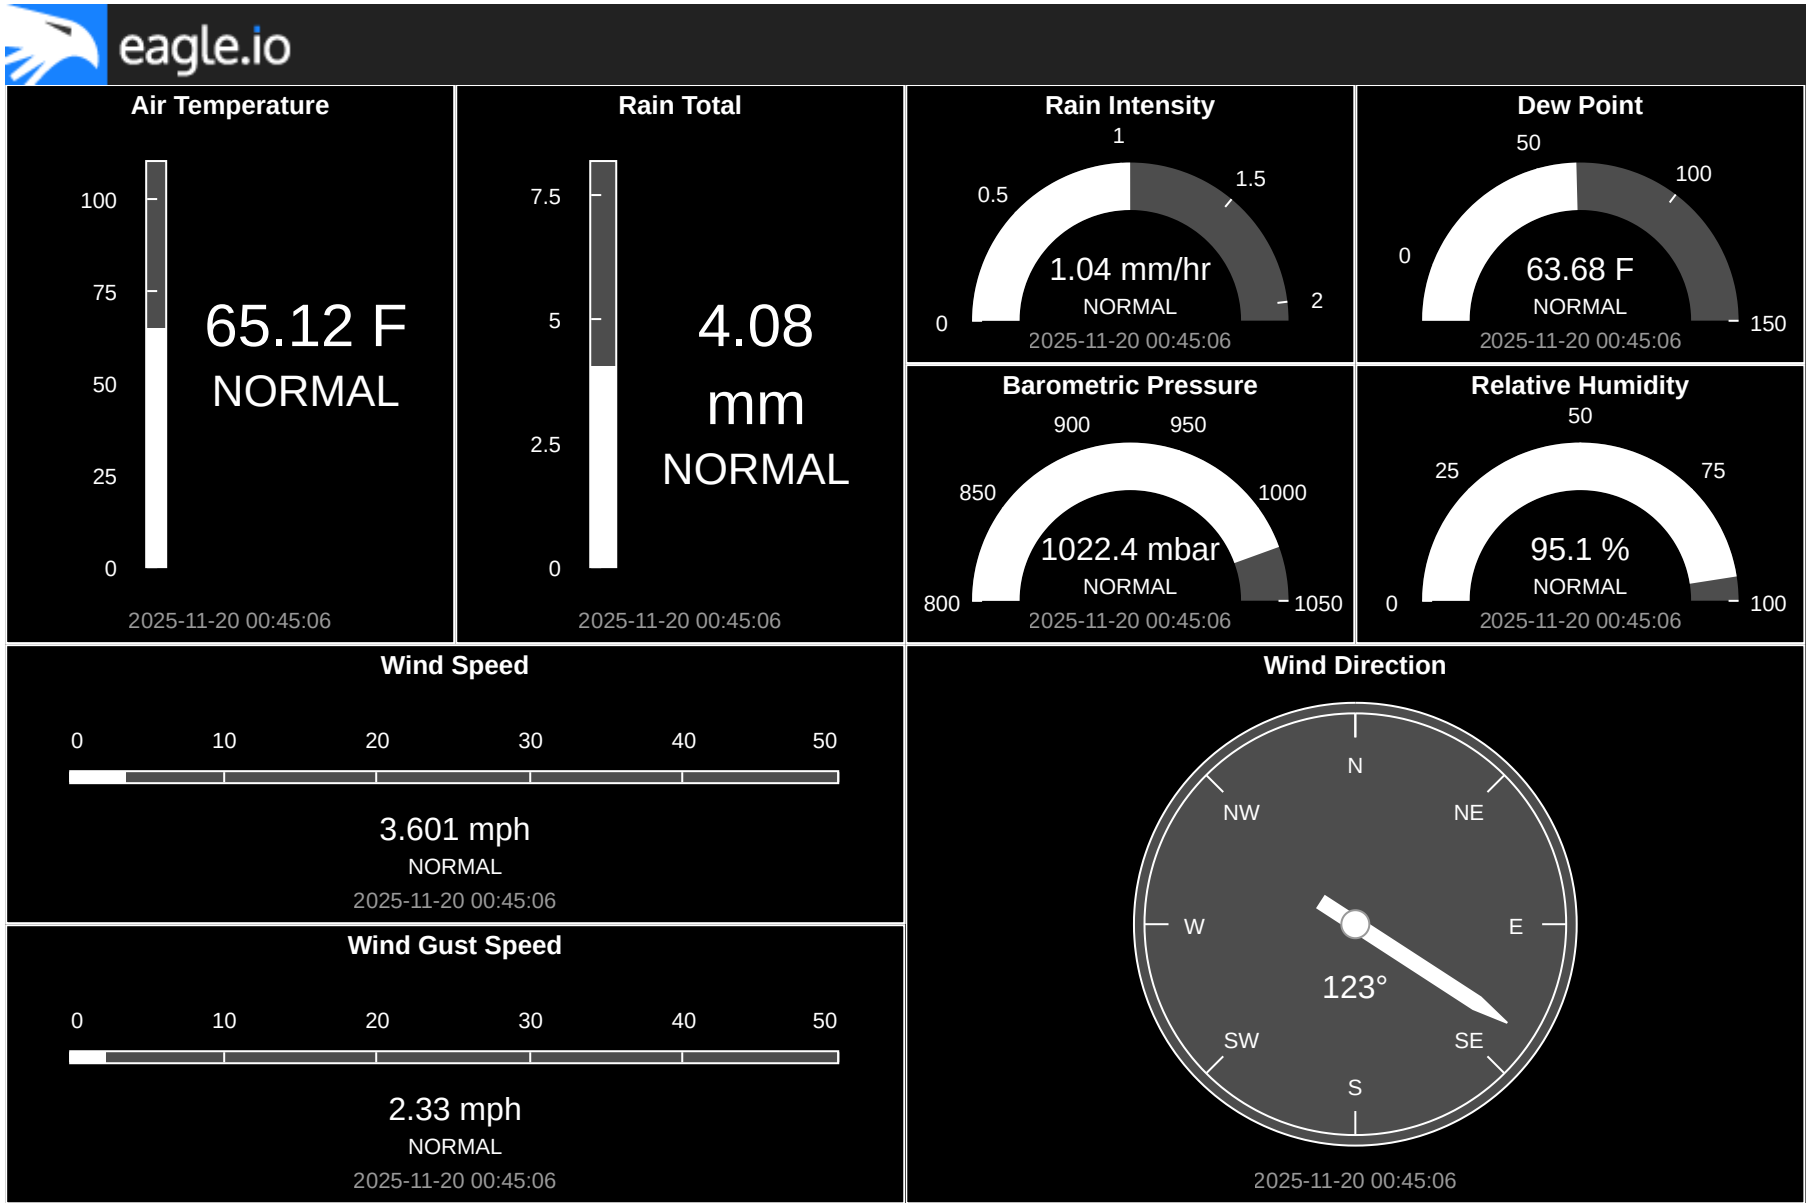 eagle.io
Air Temperature
100
75
50
25
0
65.12 F
NORMAL
2025-11-20 00:45:06
Rain Total
7.5
5
2.5
0
4.08
mm
NORMAL
2025-11-20 00:45:06
Rain Intensity
0
0.5
1
1.5
2
1.04 mm/hr
NORMAL
2025-11-20 00:45:06
Dew Point
0
50
100
150
63.68 F
NORMAL
2025-11-20 00:45:06
Barometric Pressure
800
850
900
950
1000
1050
1022.4 mbar
NORMAL
2025-11-20 00:45:06
Relative Humidity
0
25
50
75
100
95.1 %
NORMAL
2025-11-20 00:45:06
Wind Speed
0 10 20 30 40 50
3.601 mph
NORMAL
2025-11-20 00:45:06
Wind Gust Speed
0 10 20 30 40 50
2.33 mph
NORMAL
2025-11-20 00:45:06
Wind Direction
N
NW NE
W E
123°
SW SE
S
2025-11-20 00:45:06